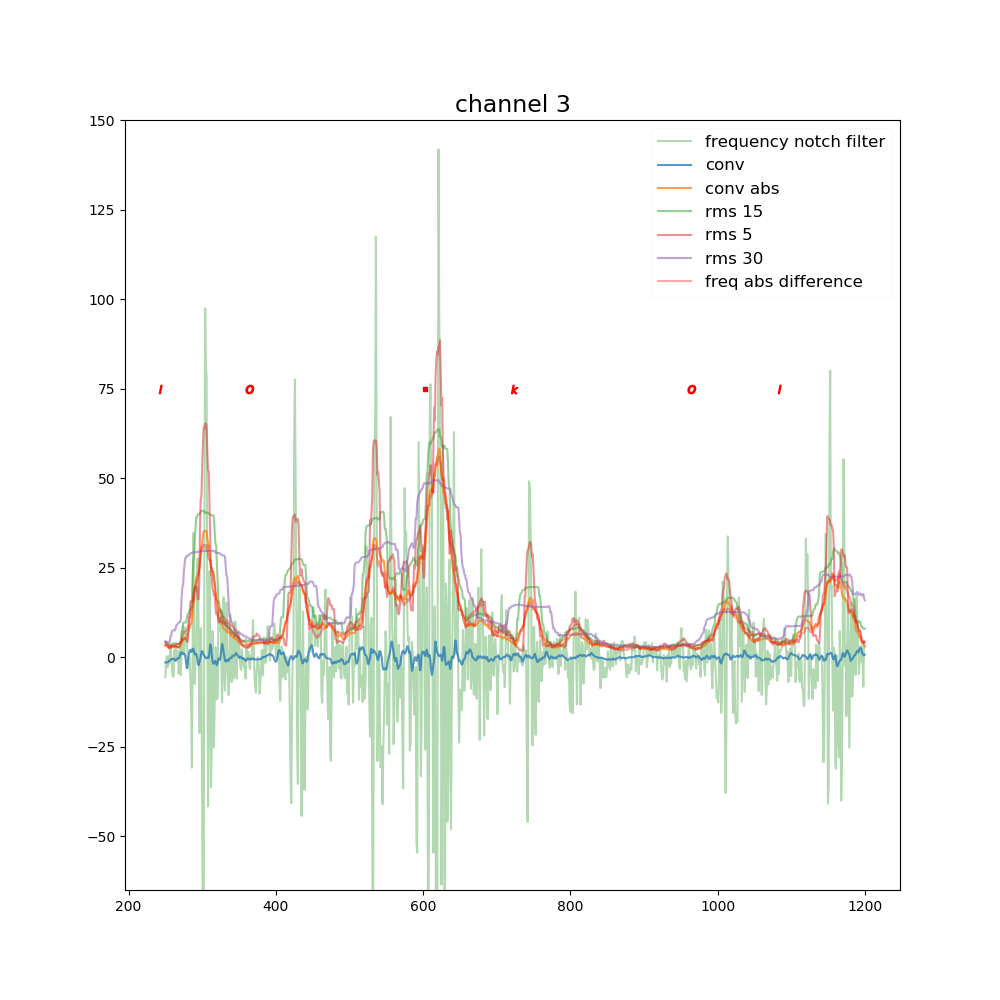 channel 3
150
125
100
75
50
25
0
−25
−50
200 400 600 800 1000 1200
frequency notch filter
conv
conv abs
rms 15
rms 5
rms 30
freq abs difference
l o . k o l